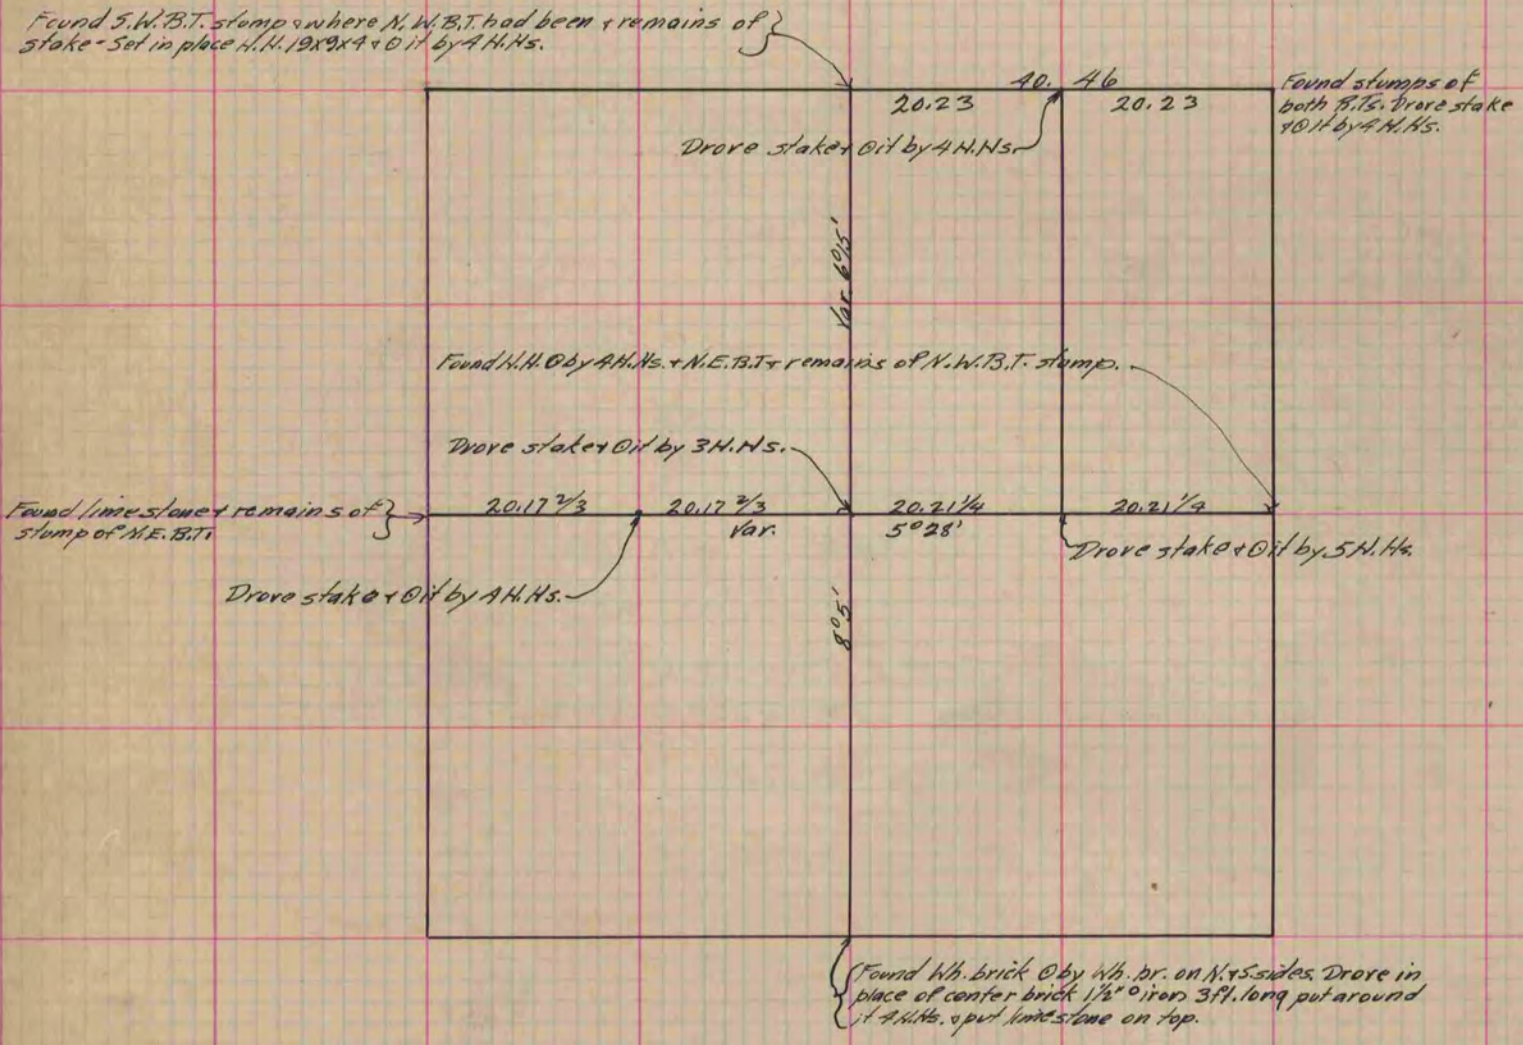 Found S.W.B.T. stump & where N.W.B.T. had been & remains of
stake - Set in place H.H. 19x9x4 & ⊙ it by 4 H.Hs.
40. 46
20.23
20.23
Found stumps of
both B.Ts. Drove stake
& ⊙ it by 4 H.Hs.
Drove stake & ⊙ it by 4 H.Hs.
Var. 6°15'
Found H.H. ⊙ by 4 H.Hs. & N.E.B.T. & remains of N.W.B.T. stump.
Drove stake & ⊙ it by 3 H.Hs.
Found limestone & remains of
stump of N.E.B.T.
20.17 2/3
20.17 2/3
20.21 1/4
20.21 1/4
Var.
5°28'
Drove stake & ⊙ it by 5 H.Hs.
Drove stake & ⊙ it by 4 H.Hs.
8°5'
Found Wh. brick ⊙ by Wh. br. on N. & S. sides. Drove in
place of center brick 1½" ° iron 3 ft. long put around
it 4 H.Hs. & put limestone on top.